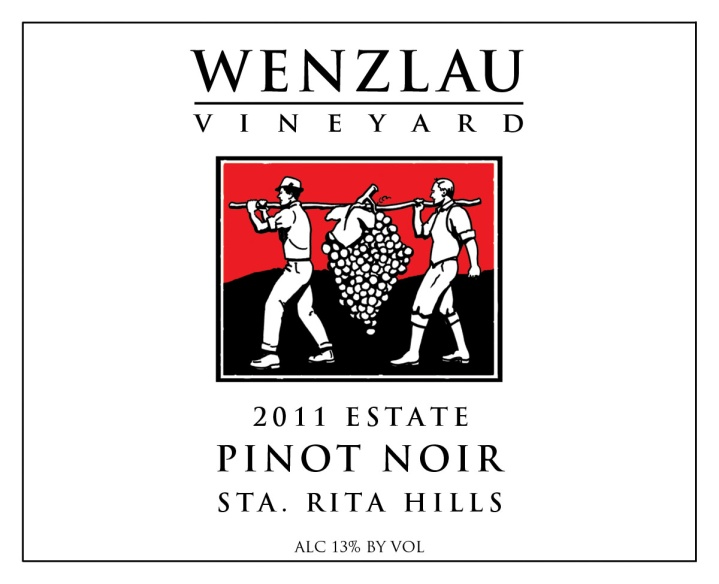 WENZLAU
VINEYARD
2011 ESTATE
PINOT NOIR
STA. RITA HILLS
ALC 13% BY VOL